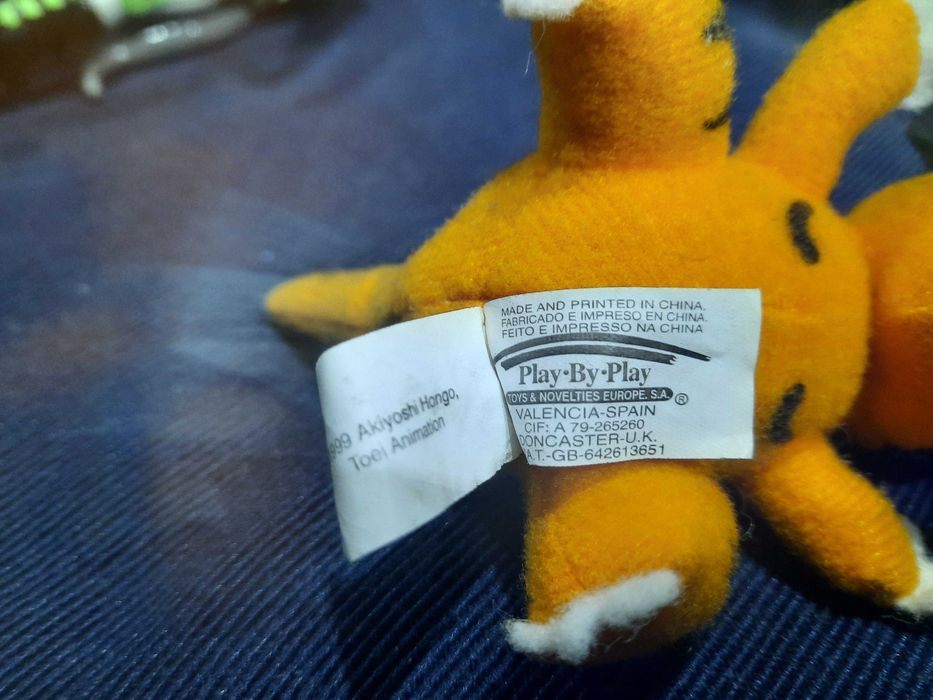 999 Akiyoshi Hongo,
Toei Animation
MADE AND PRINTED IN CHINA.
FABRICADO E IMPRESO EN CHINA.
FEITO E IMPRESSO NA CHINA
Play·By·Play
TOYS & NOVELTIES EUROPE. S.A. ®
VALENCIA-SPAIN
CIF: A 79-265260
DONCASTER-U.K.
A.T.-GB-642613651